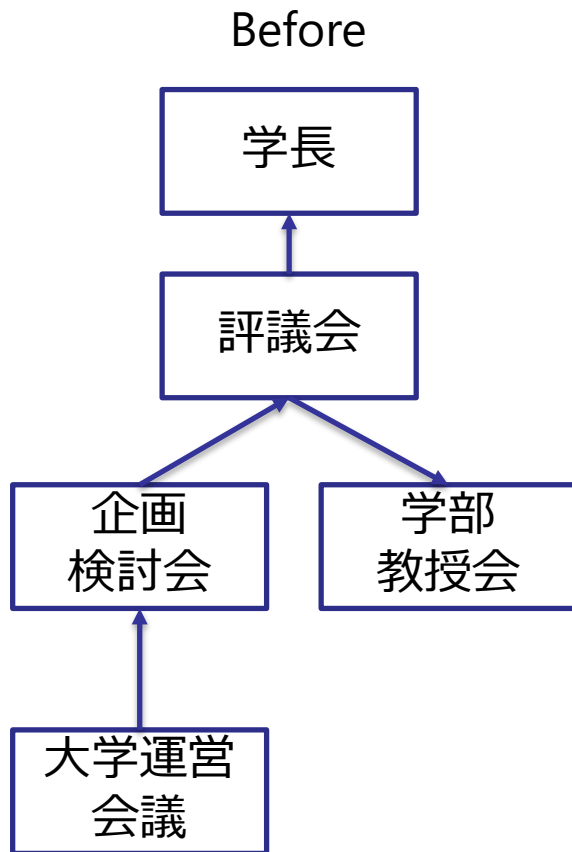 Before
学長
評議会
企画
検討会
学部
教授会
大学運営
会議